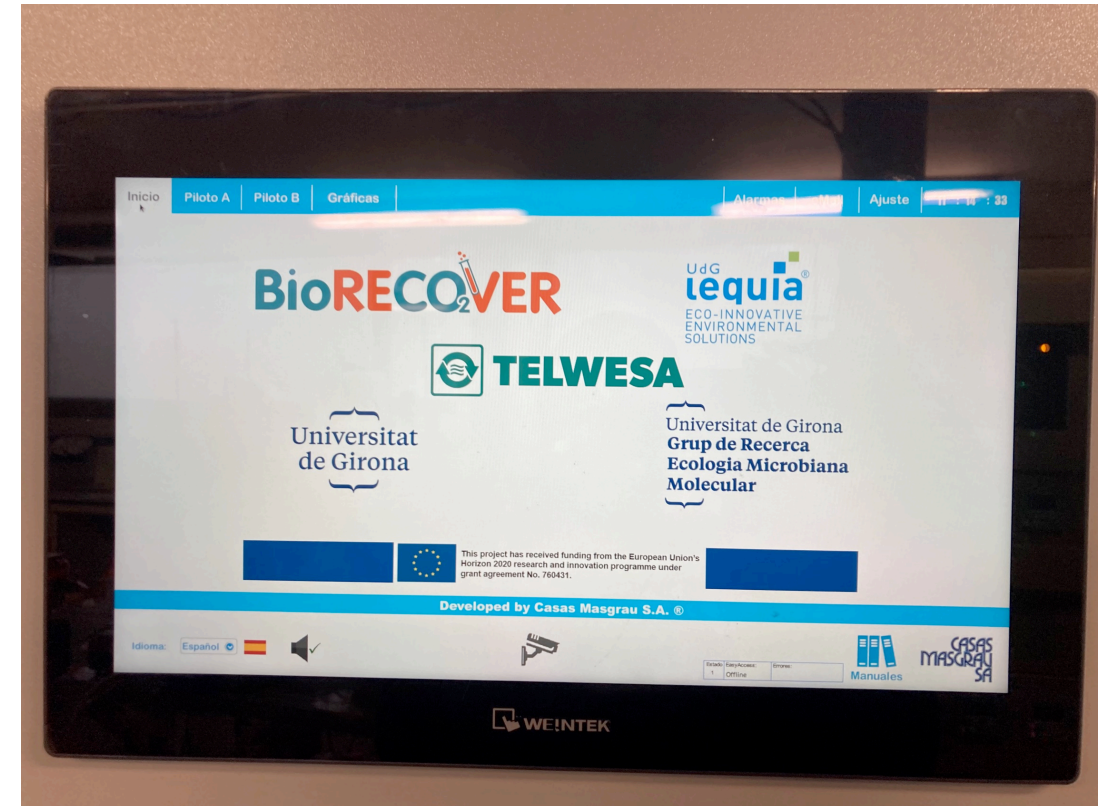 Inicio Piloto A Piloto B Gráficas Alarmas Mail Ajuste
BioRECO2VER
UdG
lequia®
ECO-INNOVATIVE
ENVIRONMENTAL
SOLUTIONS
TELWESA
Universitat
de Girona
Universitat de Girona
Grup de Recerca
Ecologia Microbiana
Molecular
This project has received funding from the European Union's
Horizon 2020 research and innovation programme under
grant agreement No. 760431.
Developed by Casas Masgrau S.A. ®
Idioma: Español
Estado EasyAccess: Errores:
1 Offline
Manuales
CASAS
MASGRAU
SA
WEINTEK